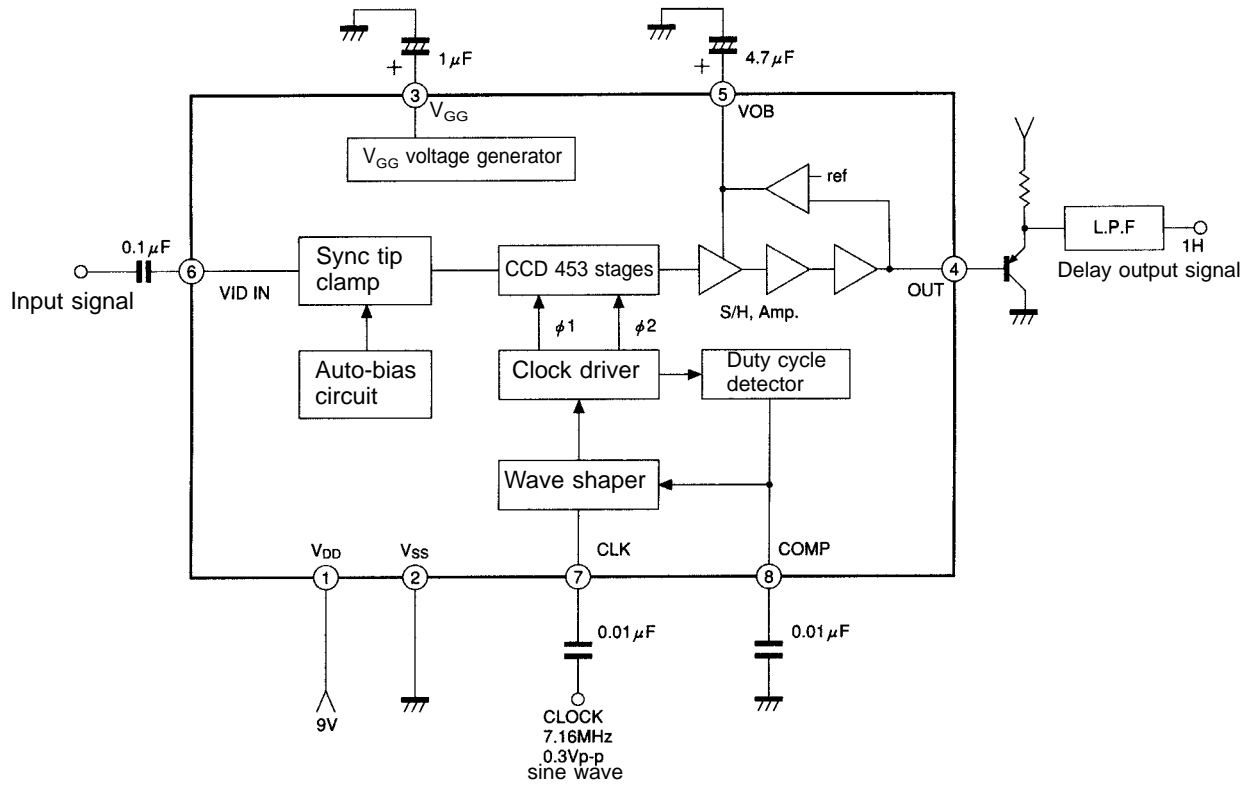 +
1μF
+
4.7μF
3
VGG
5
VOB
VGG voltage generator
ref
0.1μF
6
VID IN
Input signal
Sync tip
clamp
CCD 453 stages
S/H, Amp.
4
OUT
L.P.F
1H
Delay output signal
ϕ1
ϕ2
Auto-bias
circuit
Clock driver
Duty cycle
detector
Wave shaper
VDD
VSS
CLK
COMP
1
2
7
8
0.01μF
0.01μF
9V
CLOCK
7.16MHz
0.3Vp-p
sine wave